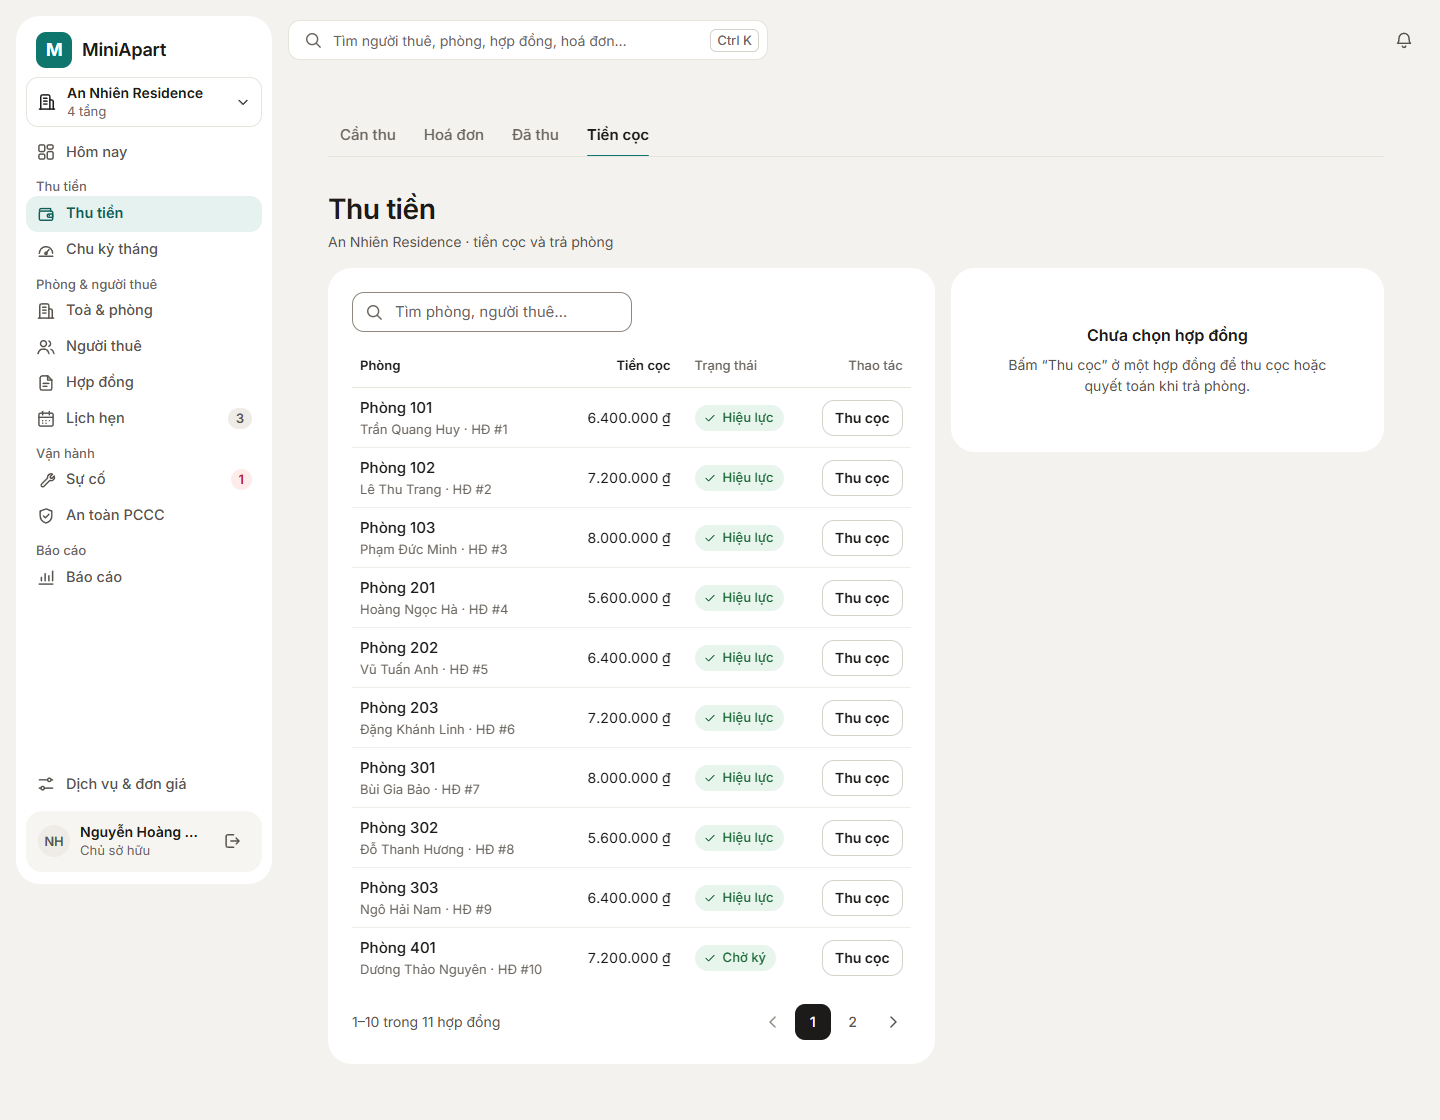 M MiniApart
An Nhiên Residence
4 tầng
Hôm nay
Thu tiền
Thu tiền
Chu kỳ tháng
Phòng & người thuê
Toà & phòng
Người thuê
Hợp đồng
Lịch hẹn 3
Vận hành
Sự cố 1
An toàn PCCC
Báo cáo
Báo cáo
Dịch vụ & đơn giá
NH Nguyễn Hoàng ...
Chủ sở hữu
Tìm người thuê, phòng, hợp đồng, hoá đơn... Ctrl K
Cần thu Hoá đơn Đã thu Tiền cọc
Thu tiền
An Nhiên Residence · tiền cọc và trả phòng
Tìm phòng, người thuê...
Phòng Tiền cọc Trạng thái Thao tác
Phòng 101
Trần Quang Huy · HĐ #1
6.400.000 ₫ Hiệu lực Thu cọc
Phòng 102
Lê Thu Trang · HĐ #2
7.200.000 ₫ Hiệu lực Thu cọc
Phòng 103
Phạm Đức Minh · HĐ #3
8.000.000 ₫ Hiệu lực Thu cọc
Phòng 201
Hoàng Ngọc Hà · HĐ #4
5.600.000 ₫ Hiệu lực Thu cọc
Phòng 202
Vũ Tuấn Anh · HĐ #5
6.400.000 ₫ Hiệu lực Thu cọc
Phòng 203
Đặng Khánh Linh · HĐ #6
7.200.000 ₫ Hiệu lực Thu cọc
Phòng 301
Bùi Gia Bảo · HĐ #7
8.000.000 ₫ Hiệu lực Thu cọc
Phòng 302
Đỗ Thanh Hương · HĐ #8
5.600.000 ₫ Hiệu lực Thu cọc
Phòng 303
Ngô Hải Nam · HĐ #9
6.400.000 ₫ Hiệu lực Thu cọc
Phòng 401
Dương Thảo Nguyên · HĐ #10
7.200.000 ₫ Chờ ký Thu cọc
1–10 trong 11 hợp đồng 1 2
Chưa chọn hợp đồng
Bấm “Thu cọc” ở một hợp đồng để thu cọc hoặc
quyết toán khi trả phòng.